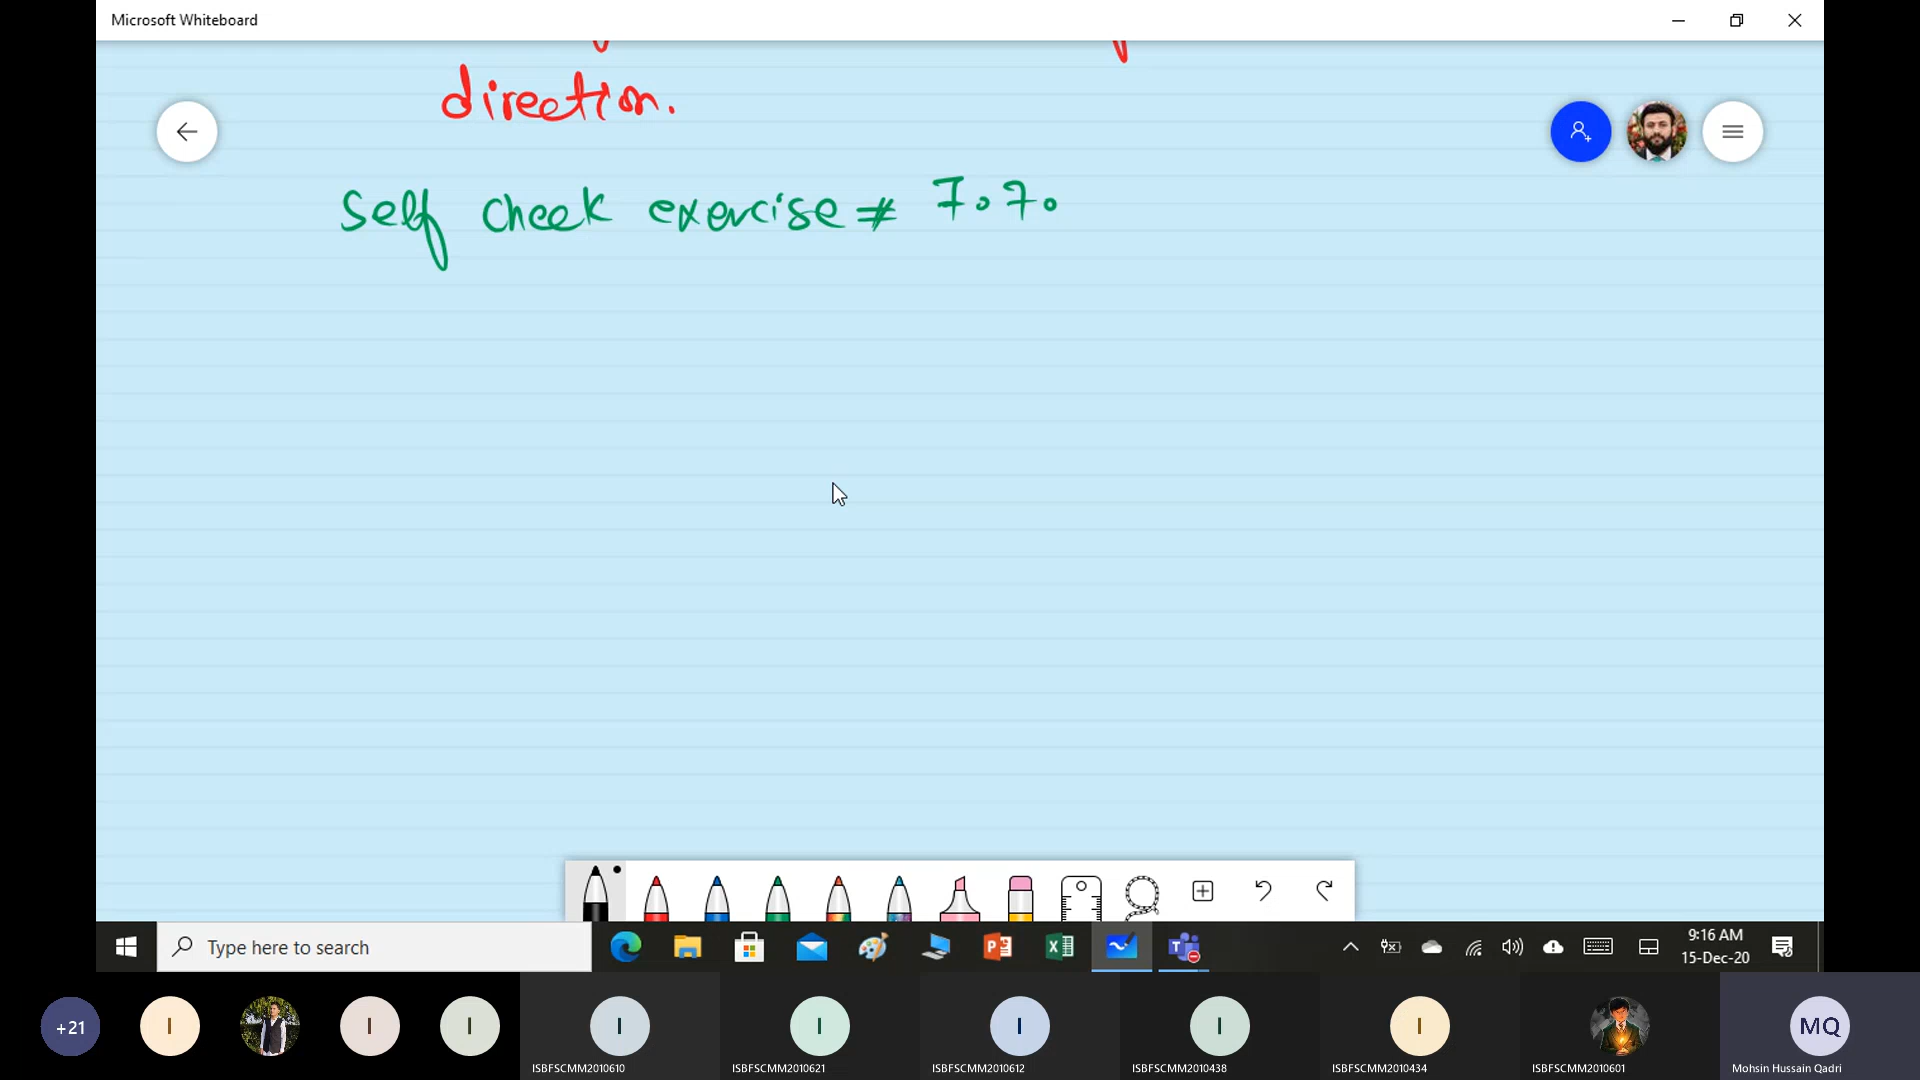 Microsoft Whiteboard
direction.
Self cheek exercise # 7.7.
Type here to search
9:16 AM
15-Dec-20
+21
I
I
I
I
I
I
I
I
MQ
ISBFSCMM2010610
ISBFSCMM2010621
ISBFSCMM2010612
ISBFSCMM2010438
ISBFSCMM2010434
ISBFSCMM2010601
Mohsin Hussain Qadri